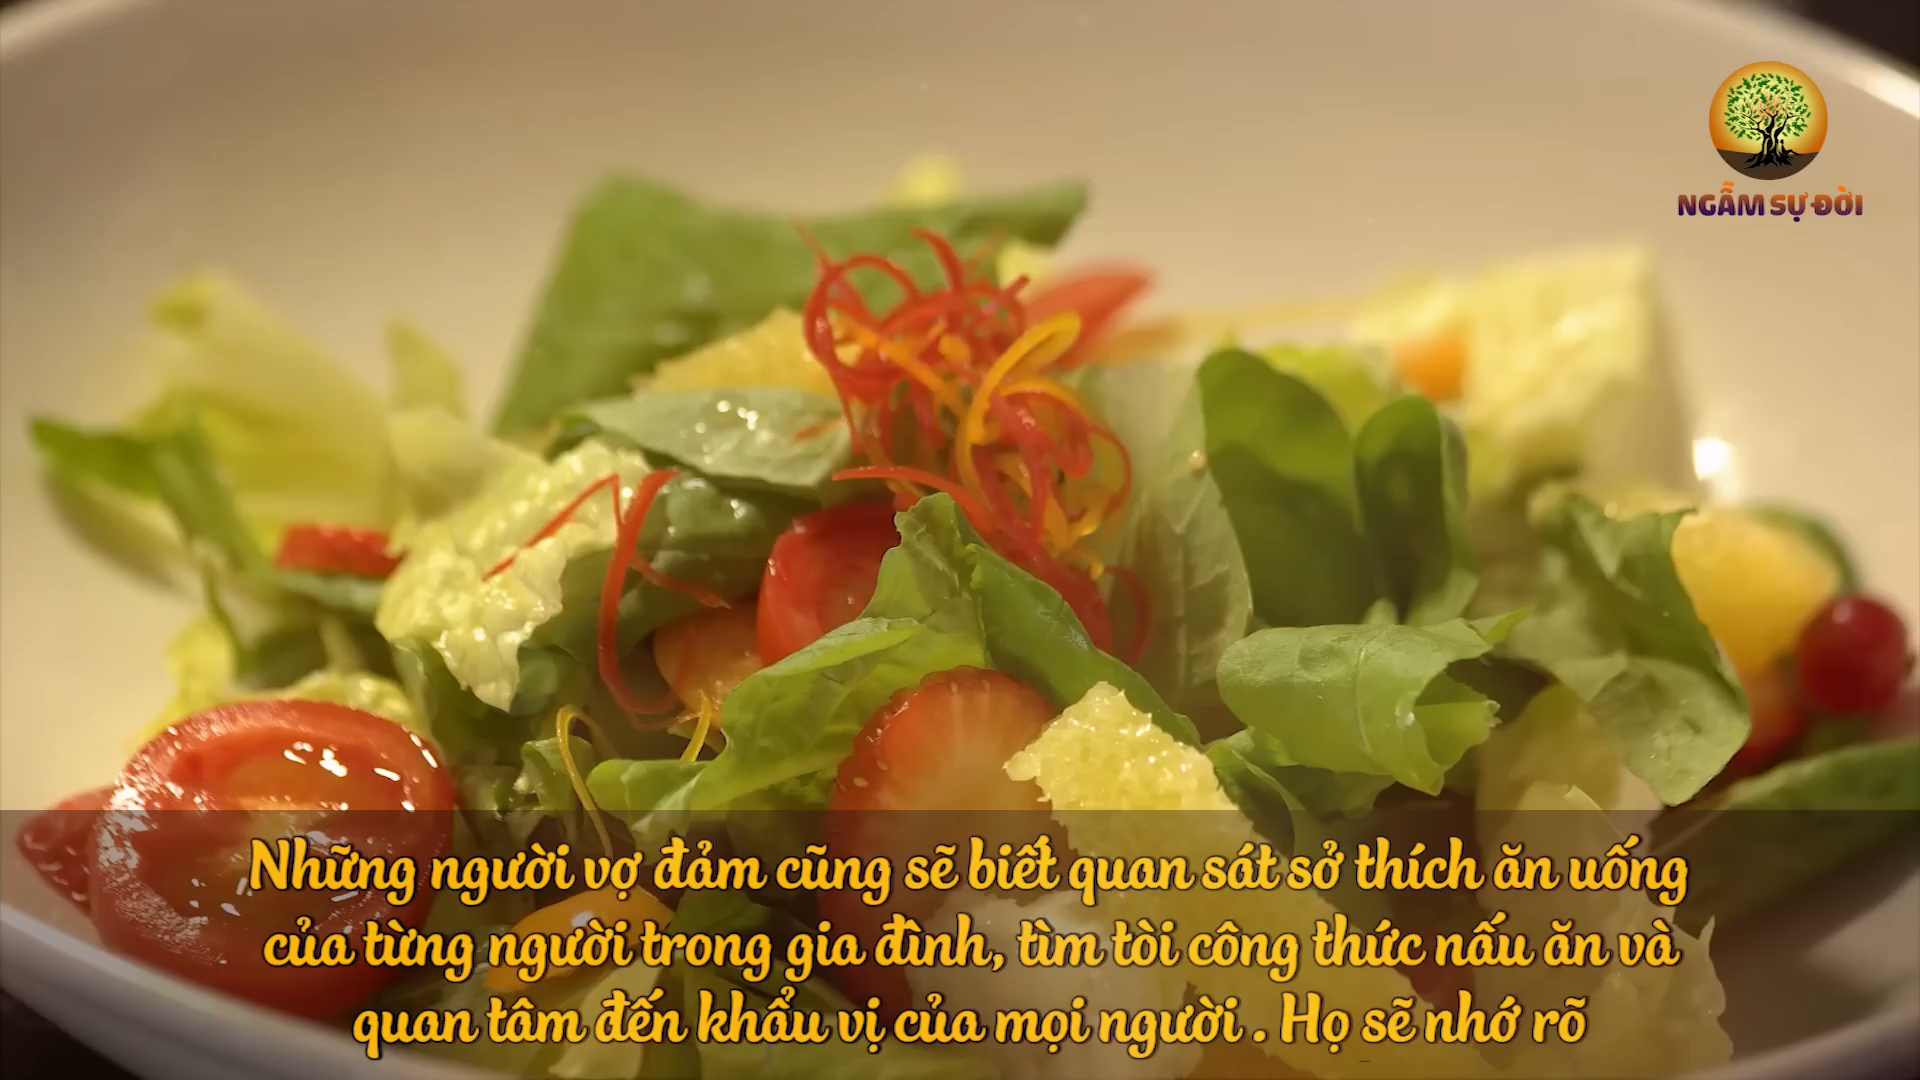 NGẪM SỰ ĐỜI
Những người vợ đảm cũng sẽ biết quan sát sở thích ăn uống
của từng người trong gia đình, tìm tòi công thức nấu ăn và
quan tâm đến khẩu vị của mọi người . Họ sẽ nhớ rõ